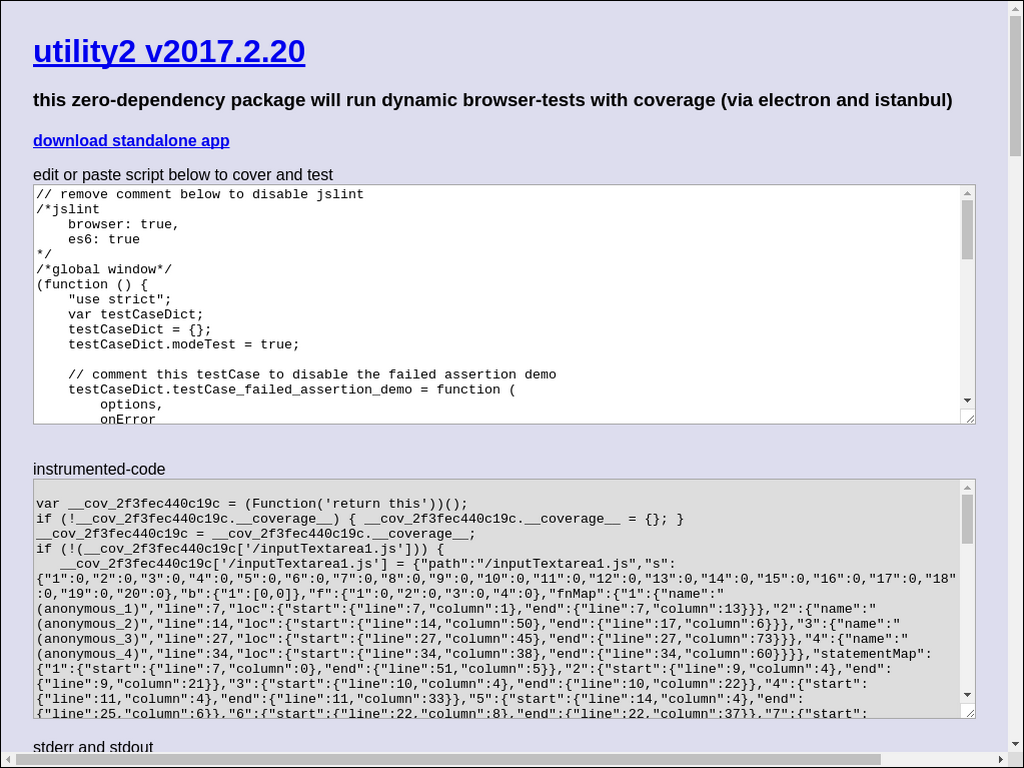 utility2 v2017.2.20
this zero-dependency package will run dynamic browser-tests with coverage (via electron and istanbul)
download standalone app
edit or paste script below to cover and test
// remove comment below to disable jslint
/*jslint
    browser: true,
    es6: true
*/
/*global window*/
(function () {
    "use strict";
    var testCaseDict;
    testCaseDict = {};
    testCaseDict.modeTest = true;

    // comment this testCase to disable the failed assertion demo
    testCaseDict.testCase_failed_assertion_demo = function (
        options,
        onError
instrumented-code
var __cov_2f3fec440c19c = (Function('return this'))();
if (!__cov_2f3fec440c19c.__coverage__) { __cov_2f3fec440c19c.__coverage__ = {}; }
__cov_2f3fec440c19c = __cov_2f3fec440c19c.__coverage__;
if (!(__cov_2f3fec440c19c['/inputTextarea1.js'])) {
   __cov_2f3fec440c19c['/inputTextarea1.js'] = {"path":"/inputTextarea1.js","s":
{"1":0,"2":0,"3":0,"4":0,"5":0,"6":0,"7":0,"8":0,"9":0,"10":0,"11":0,"12":0,"13":0,"14":0,"15":0,"16":0,"17":0,"18"
:0,"19":0,"20":0},"b":{"1":[0,0]},"f":{"1":0,"2":0,"3":0,"4":0},"fnMap":{"1":{"name":"
(anonymous_1)","line":7,"loc":{"start":{"line":7,"column":1},"end":{"line":7,"column":13}}},"2":{"name":"
(anonymous_2)","line":14,"loc":{"start":{"line":14,"column":50},"end":{"line":17,"column":6}}},"3":{"name":"
(anonymous_3)","line":27,"loc":{"start":{"line":27,"column":45},"end":{"line":27,"column":73}}},"4":{"name":"
(anonymous_4)","line":34,"loc":{"start":{"line":34,"column":38},"end":{"line":34,"column":60}}}},"statementMap":
{"1":{"start":{"line":7,"column":0},"end":{"line":51,"column":5}},"2":{"start":{"line":9,"column":4},"end":
{"line":9,"column":21}},"3":{"start":{"line":10,"column":4},"end":{"line":10,"column":22}},"4":{"start":
{"line":11,"column":4},"end":{"line":11,"column":33}},"5":{"start":{"line":14,"column":4},"end":
{"line":25,"column":6}},"6":{"start":{"line":22,"column":8},"end":{"line":22,"column":37}},"7":{"start":
stderr and stdout